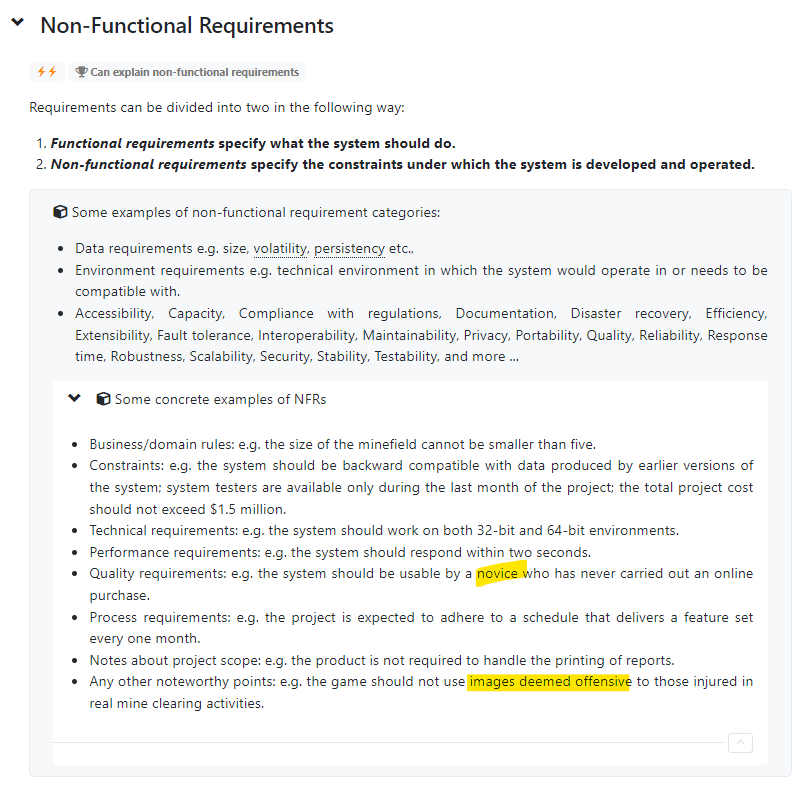 Non-Functional Requirements
Can explain non-functional requirements
Requirements can be divided into two in the following way:
1. Functional requirements specify what the system should do.
2. Non-functional requirements specify the constraints under which the system is developed and operated.
Some examples of non-functional requirement categories:
• Data requirements e.g. size, volatility, persistency etc.,
• Environment requirements e.g. technical environment in which the system would operate in or needs to be
compatible with.
• Accessibility, Capacity, Compliance with regulations, Documentation, Disaster recovery, Efficiency,
Extensibility, Fault tolerance, Interoperability, Maintainability, Privacy, Portability, Quality, Reliability, Response
time, Robustness, Scalability, Security, Stability, Testability, and more ...
Some concrete examples of NFRs
• Business/domain rules: e.g. the size of the minefield cannot be smaller than five.
• Constraints: e.g. the system should be backward compatible with data produced by earlier versions of
the system; system testers are available only during the last month of the project; the total project cost
should not exceed $1.5 million.
• Technical requirements: e.g. the system should work on both 32-bit and 64-bit environments.
• Performance requirements: e.g. the system should respond within two seconds.
• Quality requirements: e.g. the system should be usable by a novice who has never carried out an online
purchase.
• Process requirements: e.g. the project is expected to adhere to a schedule that delivers a feature set
every one month.
• Notes about project scope: e.g. the product is not required to handle the printing of reports.
• Any other noteworthy points: e.g. the game should not use images deemed offensive to those injured in
real mine clearing activities.